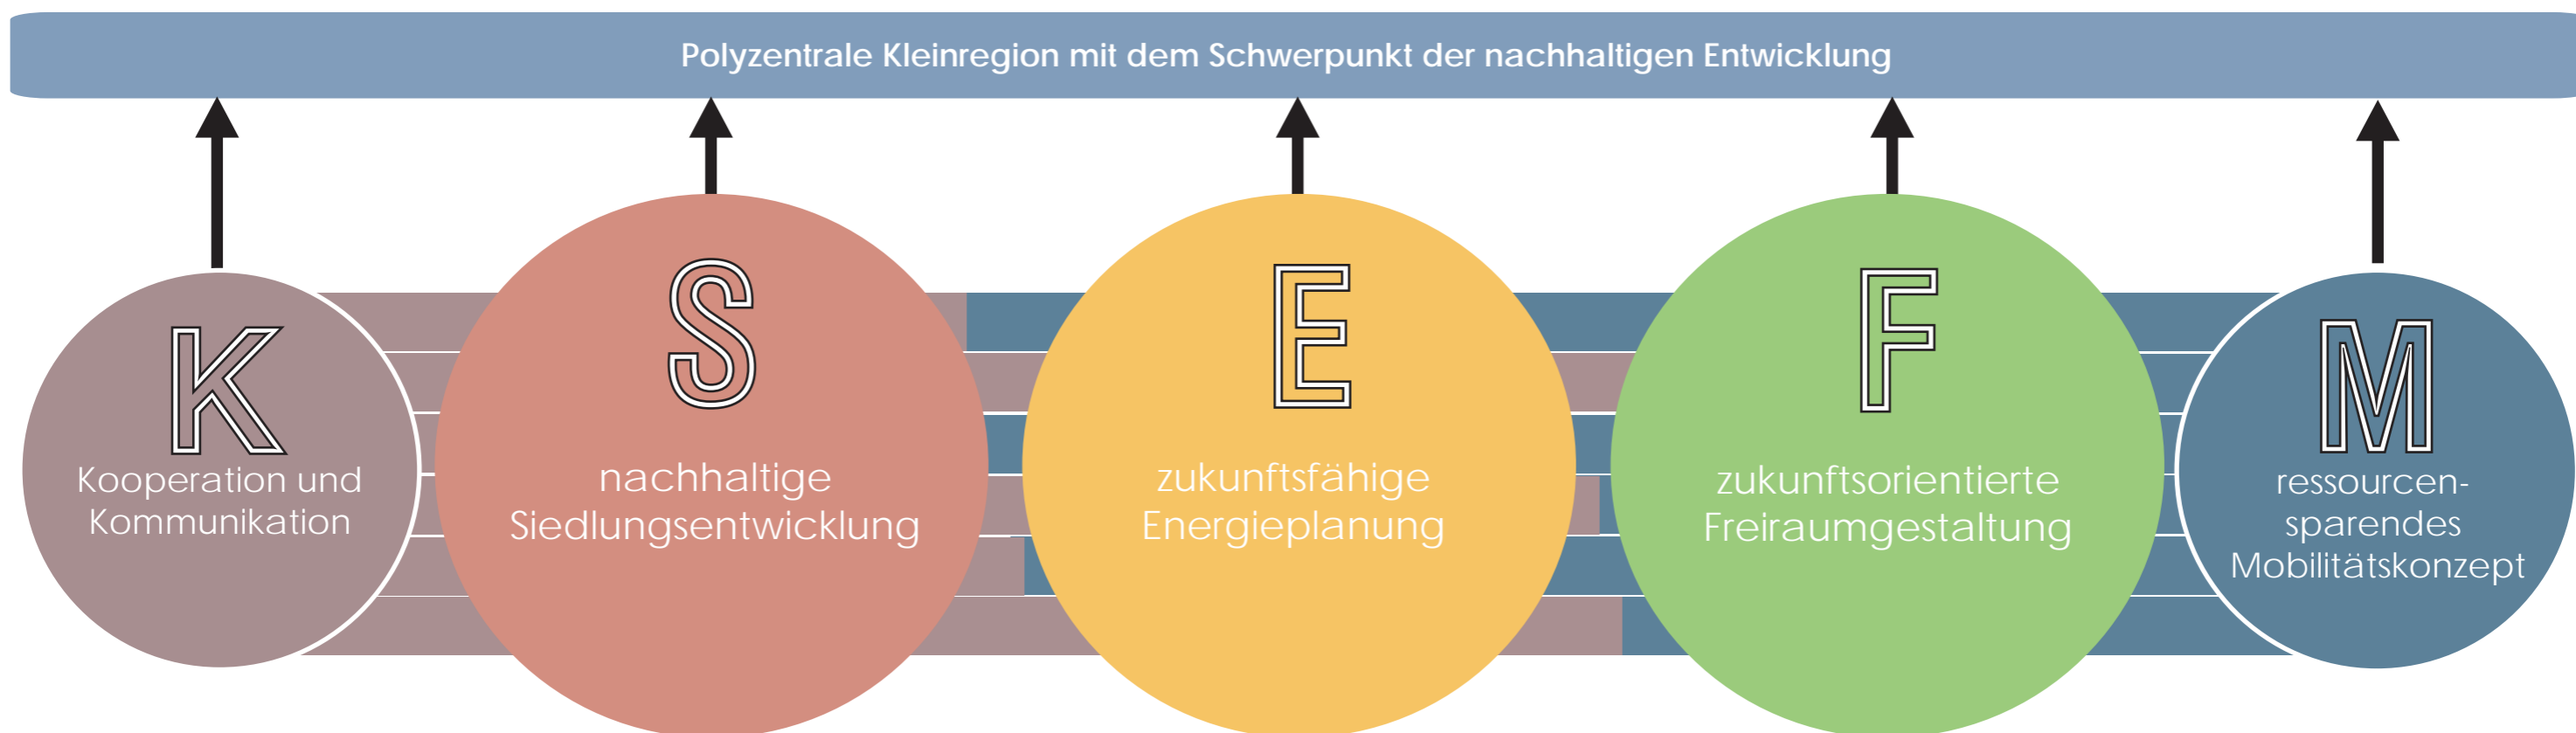 Polyzentrale Kleinregion mit dem Schwerpunkt der nachhaltigen Entwicklung
K
Kooperation und
Kommunikation
S
nachhaltige
Siedlungsentwicklung
E
zukunftsfähige
Energieplanung
F
zukunftsorientierte
Freiraumgestaltung
M
ressourcen-
sparendes
Mobilitätskonzept